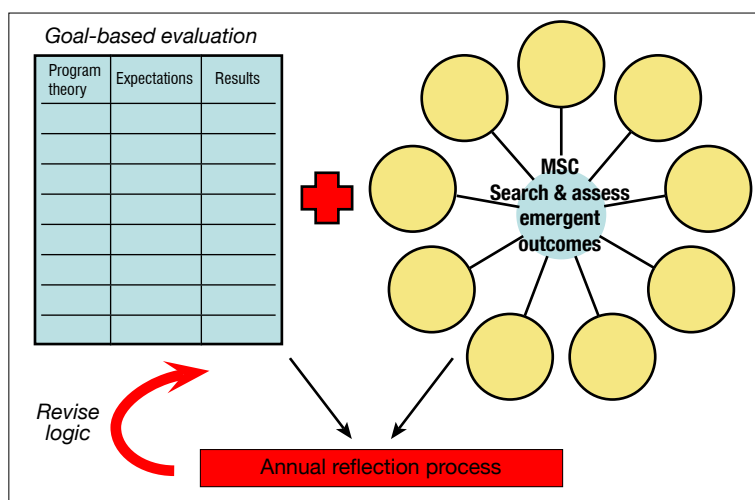 Goal-based evaluation
Program
theory
Expectations
Results
MSC
Search & assess
emergent
outcomes
Revise
logic
Annual reflection process